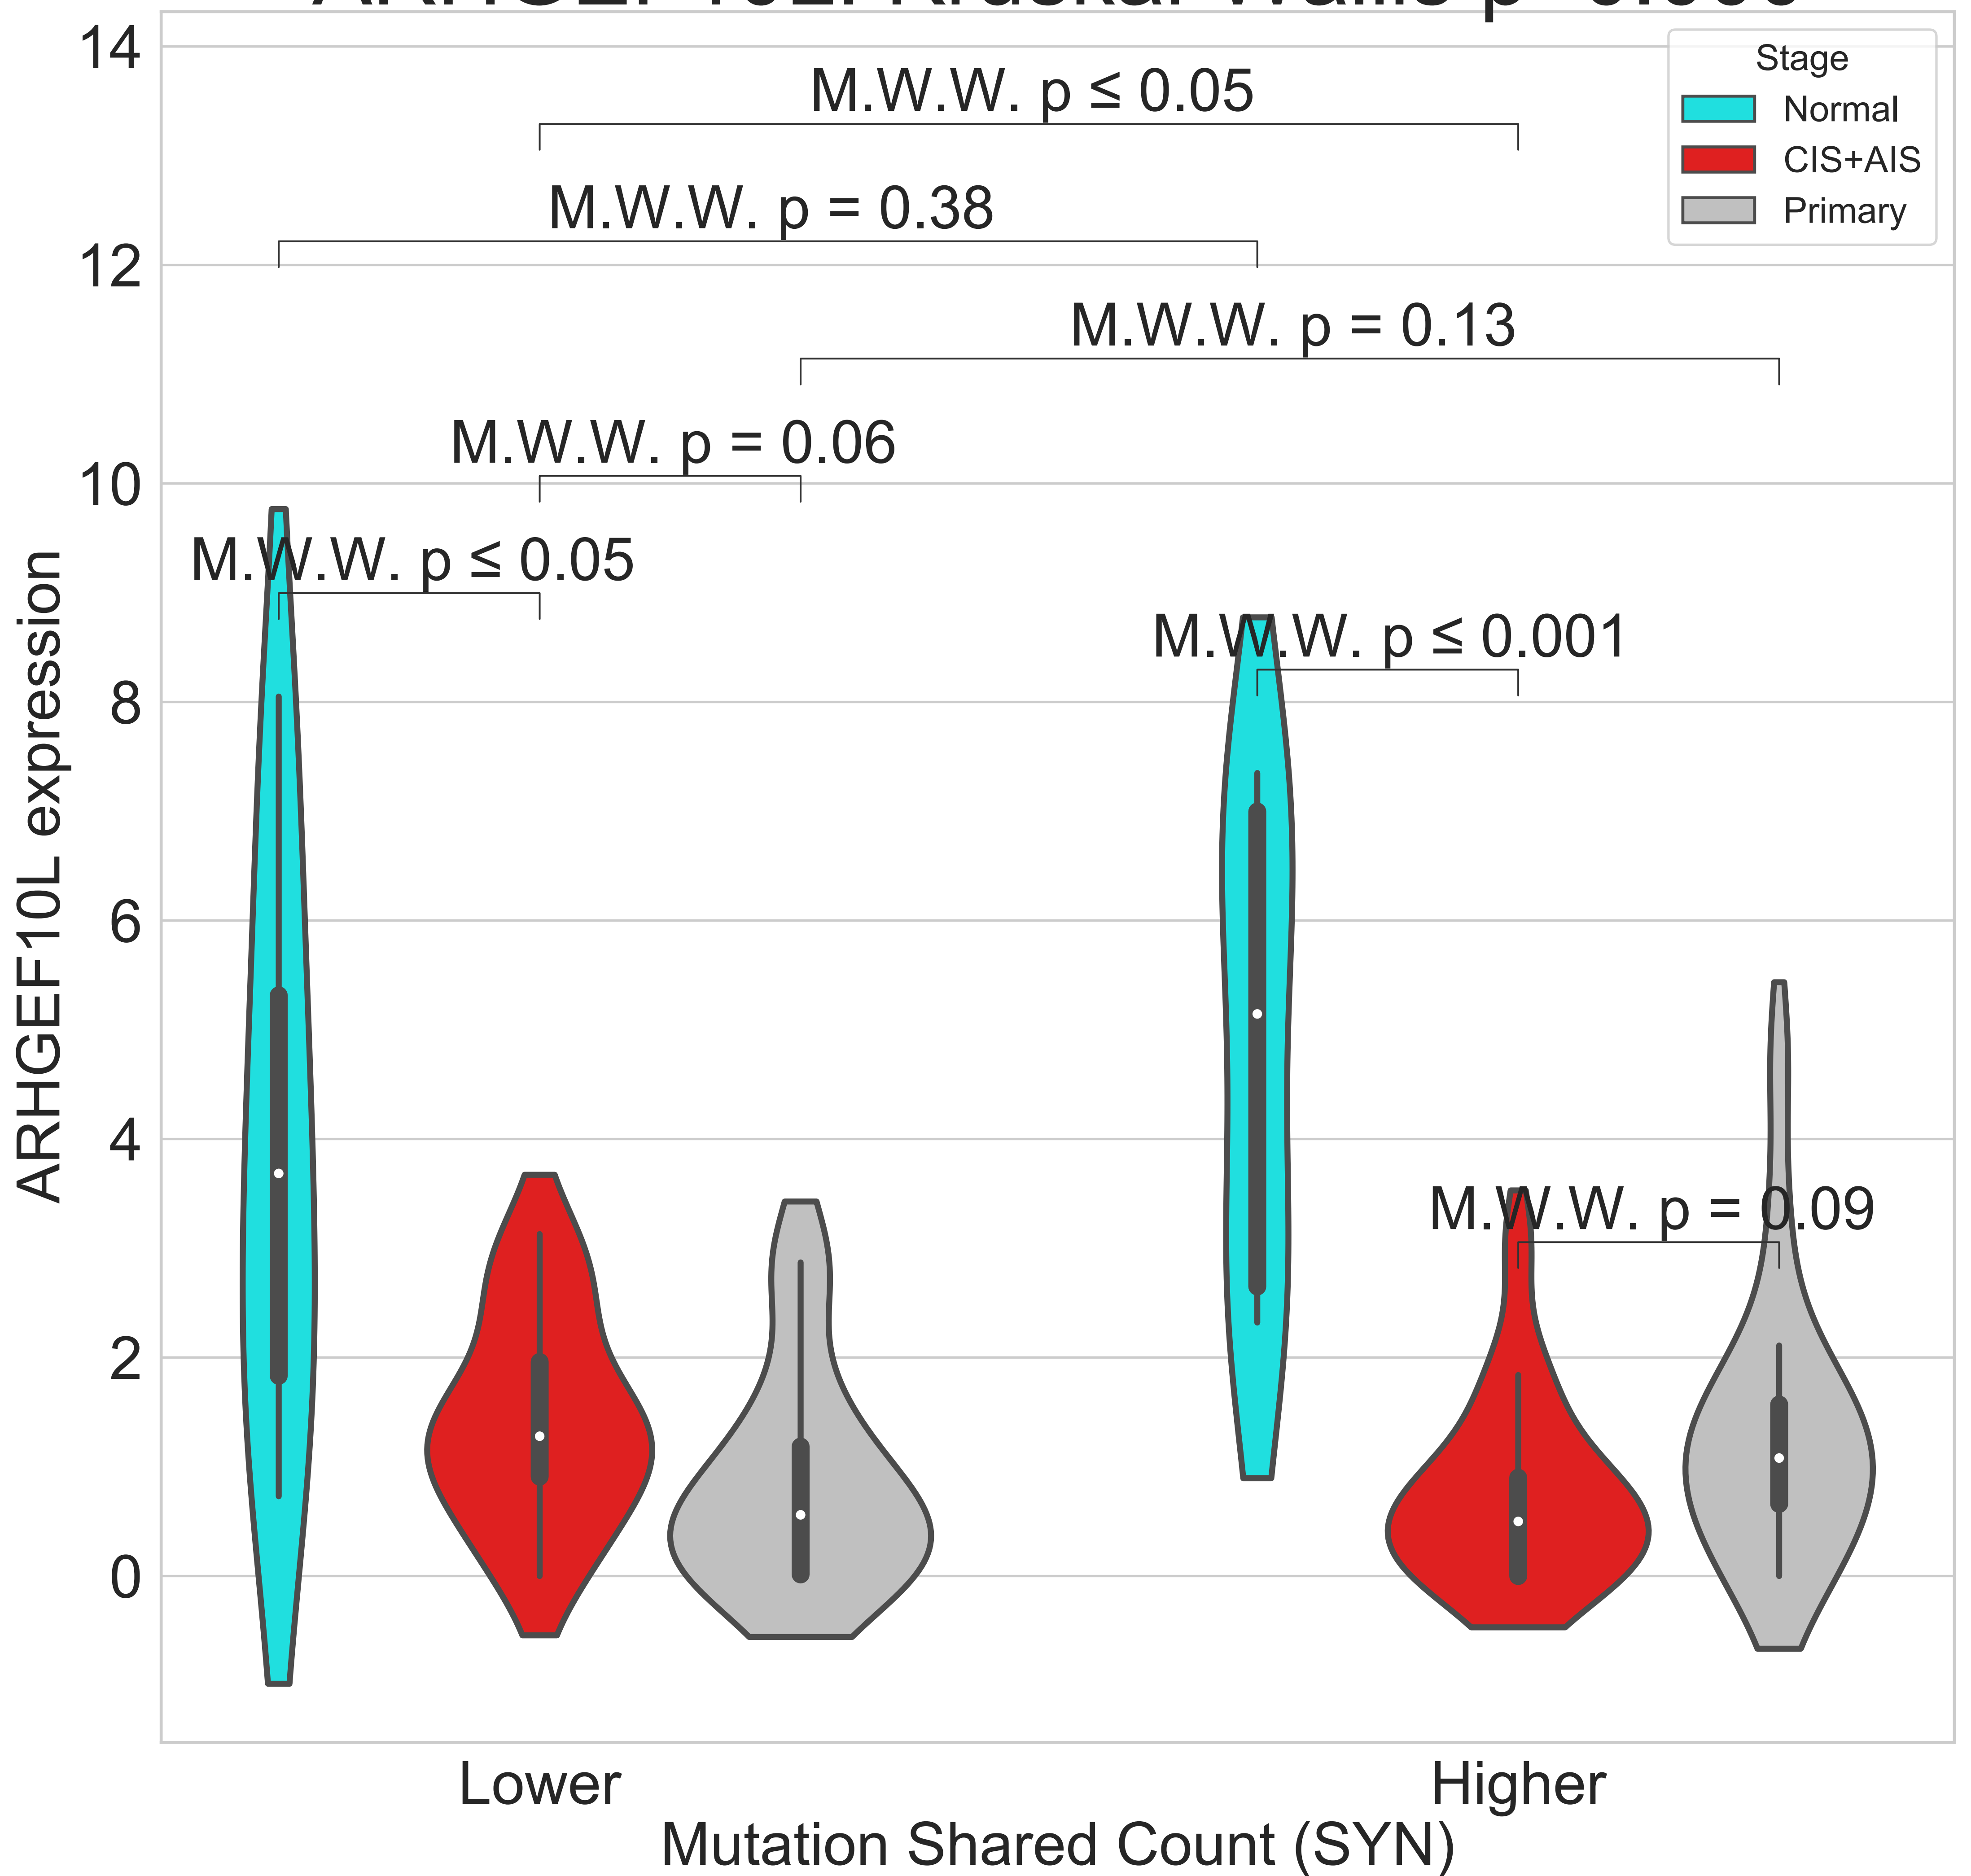 14
12
10
8
6
4
2
0
ARHGEF10L expression
M.W.W. p ≤ 0.05
M.W.W. p = 0.38
M.W.W. p = 0.13
M.W.W. p = 0.06
M.W.W. p ≤ 0.05
M.W.W. p ≤ 0.001
M.W.W. p = 0.09
Stage
Normal
CIS+AIS
Primary
Lower
Higher
Mutation Shared Count (SYN)